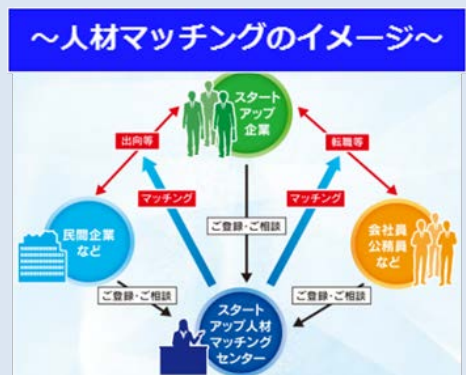 ～人材マッチングのイメージ～
スタート
アップ
企業
出向等
転職等
マッチング
マッチング
民間企業
など
ご登録･ご相談
会社員
公務員
など
ご登録･ご相談
ご登録･ご相談
スタート
アップ人材
マッチング
センター